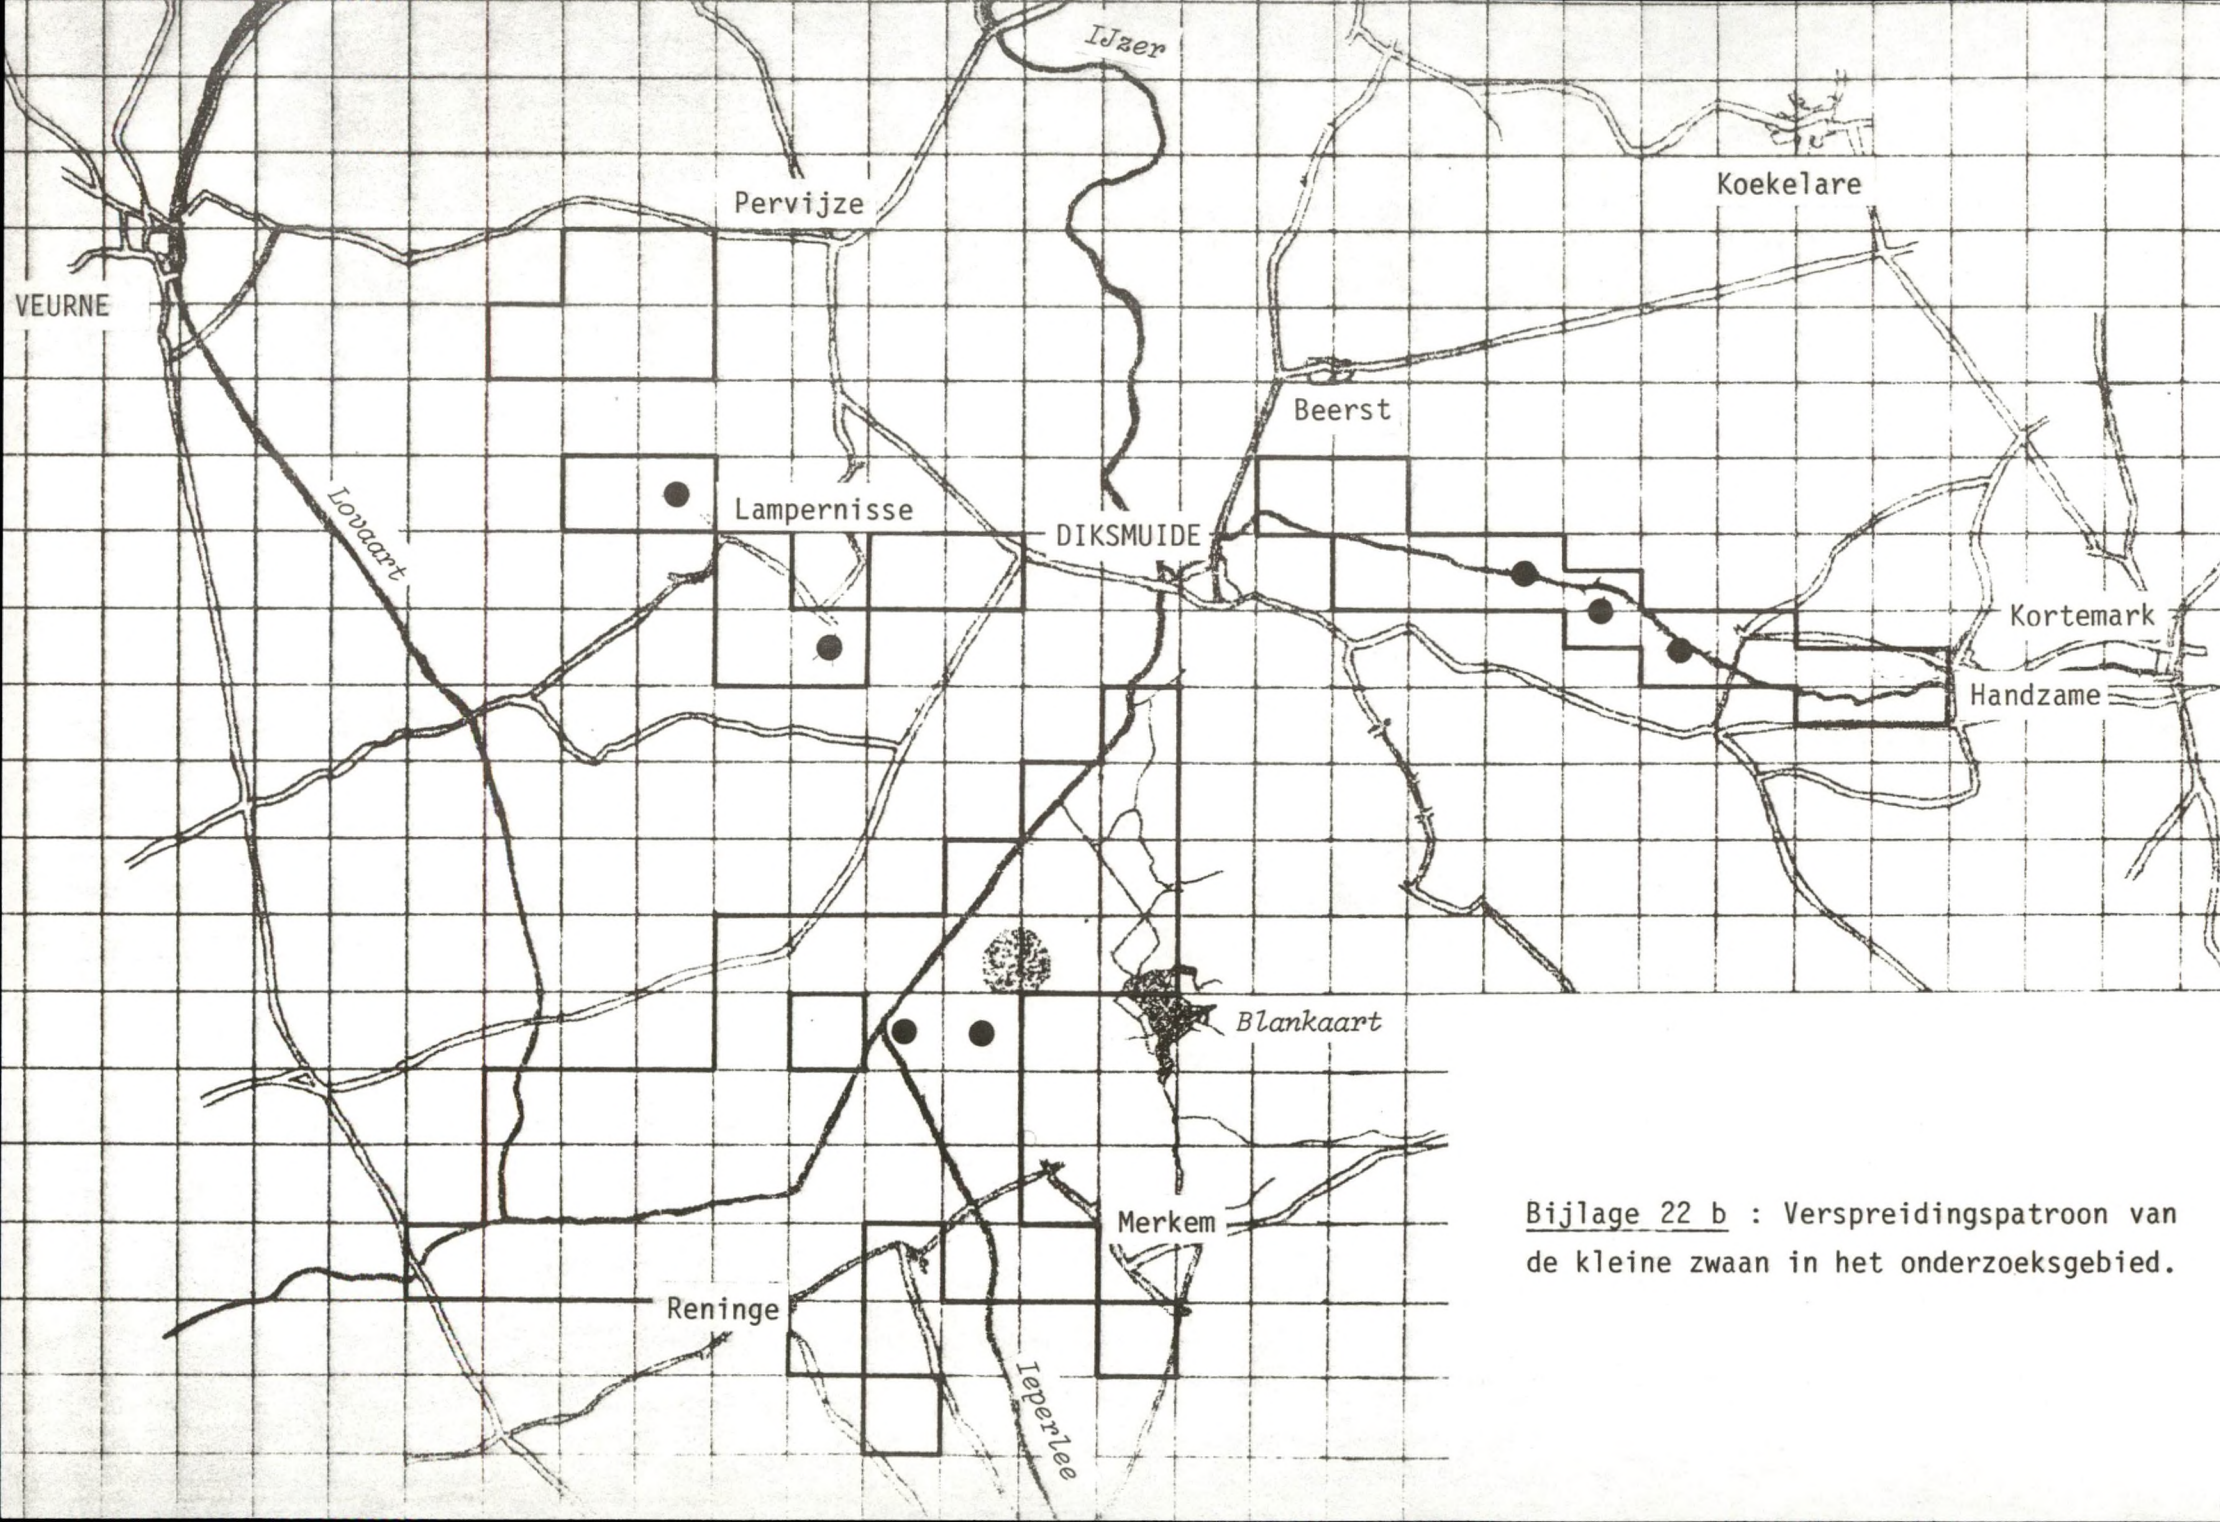 IJzer
Koekelare
Pervijze
VEURNE
Beerst
Lovaart
Lampernisse
DIKSMUIDE
Kortemark
Handzame
Blankaart
Merkem
Reninge
Ieperlee
Bijlage 22 b : Verspreidingspatroon van
de kleine zwaan in het onderzoeksgebied.